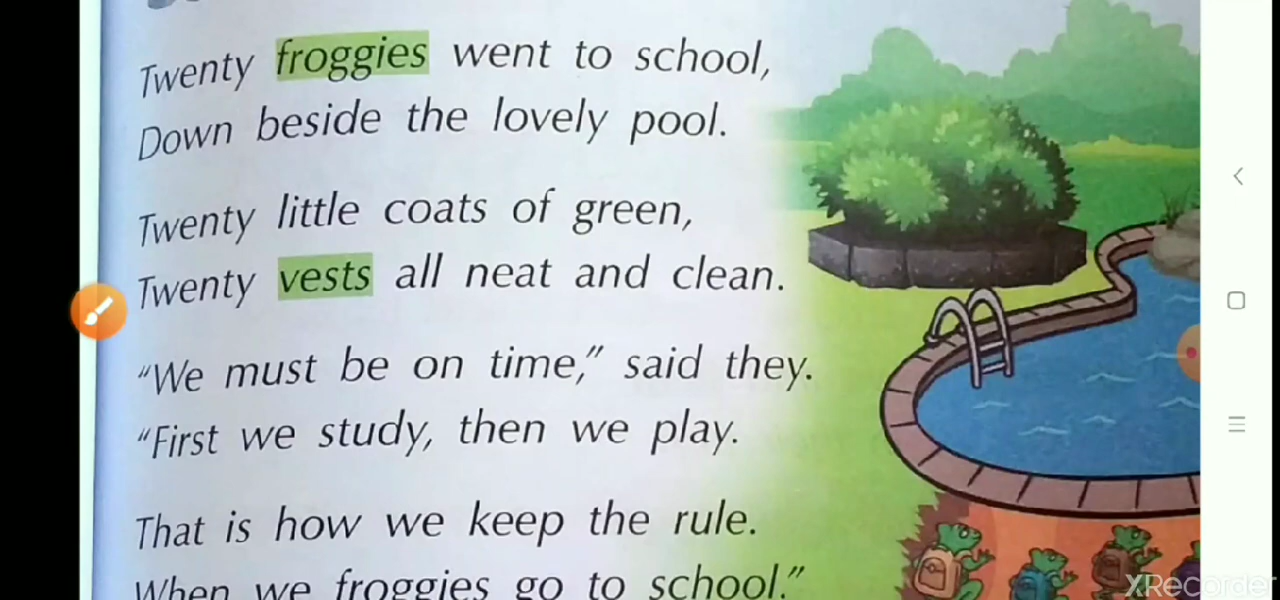 Twenty froggies went to school,
Down beside the lovely pool.
Twenty little coats of green,
Twenty vests all neat and clean.
"We must be on time," said they.
"First we study, then we play.
That is how we keep the rule.
When we froggies go to school."
XRecorder